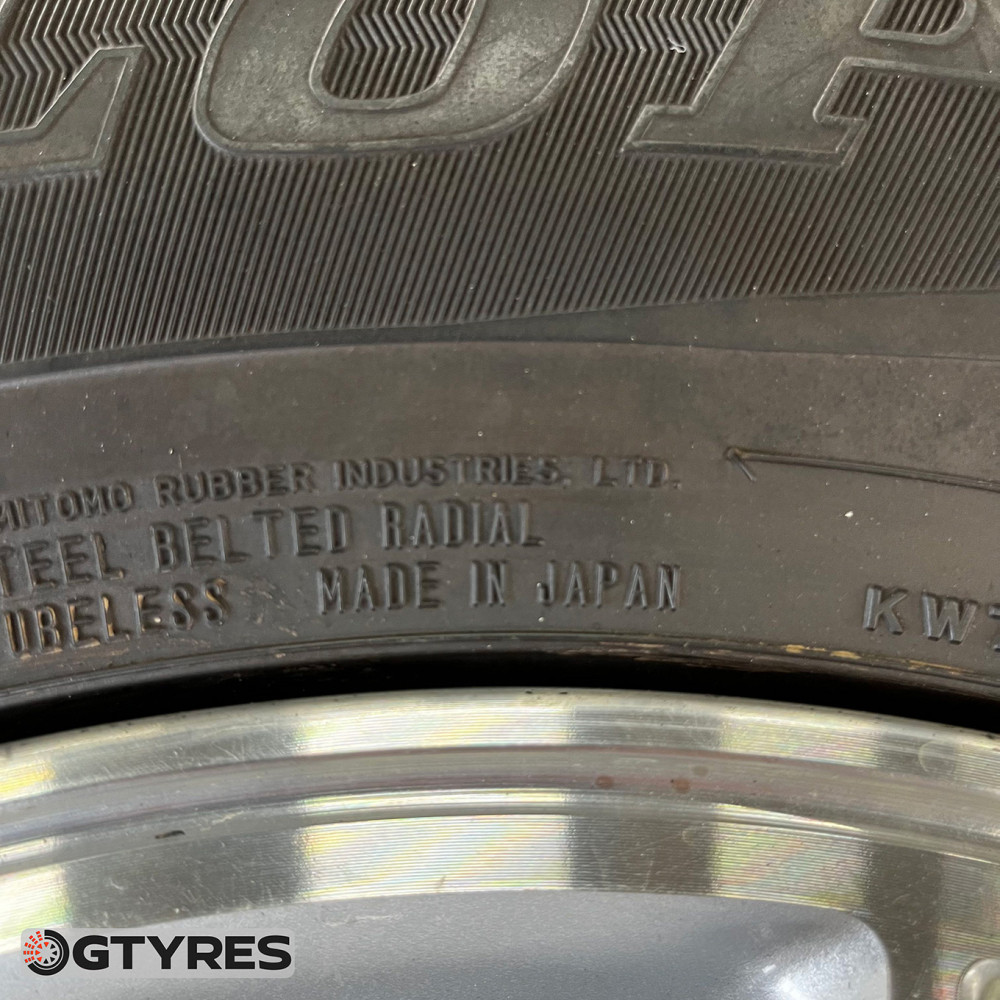 MITOMO RUBBER INDUSTRIES, LTD.
TEEL BELTED RADIAL
UBELESS MADE IN JAPAN
KW
GTYRES